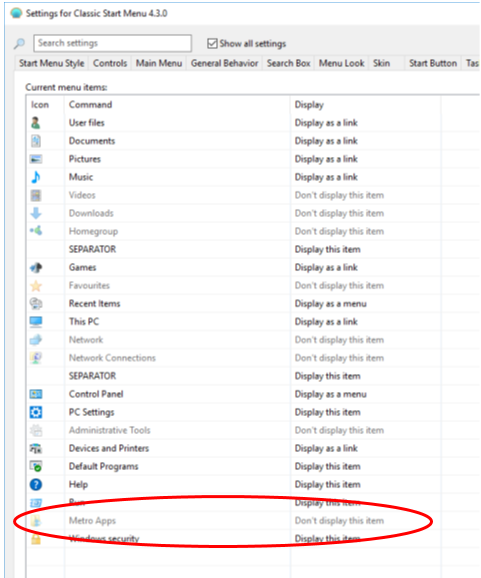 Settings for Classic Start Menu 4.3.0
Search settings Show all settings
Start Menu Style Controls Main Menu General Behavior Search Box Menu Look Skin Start Button Tas
Current menu items:
Icon Command Display
User files Display as a link
Documents Display as a link
Pictures Display as a link
Music Display as a link
Videos Don't display this item
Downloads Don't display this item
Homegroup Don't display this item
SEPARATOR Display this item
Games Display as a link
Favourites Don't display this item
Recent Items Display as a menu
This PC Display as a link
Network Don't display this item
Network Connections Don't display this item
SEPARATOR Display this item
Control Panel Display as a menu
PC Settings Display this item
Administrative Tools Don't display this item
Devices and Printers Display as a link
Default Programs Display this item
Help Display this item
Run Display this item
Metro Apps Don't display this item
Windows security Display this item